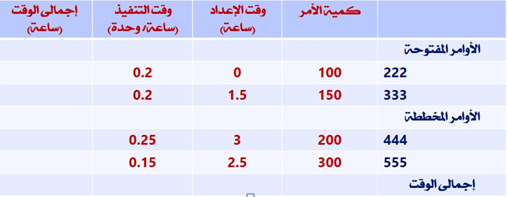 كمية الأمر وقت الإعداد (ساعة) وقت التنفيذ (ساعة/وحدة) إجمالى الوقت (ساعة)
الأوامر المفتوحة
222 100 0 0.2
333 150 1.5 0.2
الأوامر المخططة
444 200 3 0.25
555 300 2.5 0.15
إجمالى الوقت